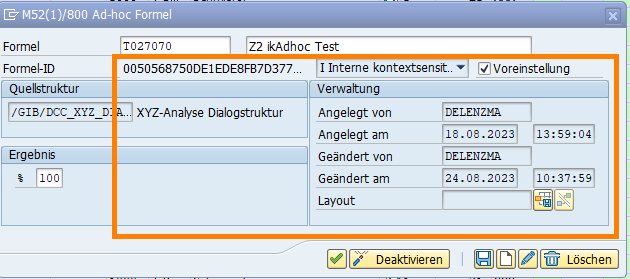 M52(1)/800 Ad-hoc Formel
Formel T027070 Z2 ikAdhoc Test
Formel-ID 0050568750DE1EDE8FB7D377... I Interne kontextsensit.. Voreinstellung
Quellstruktur
/GIB/DCC_XYZ_DIA.. XYZ-Analyse Dialogstruktur
Ergebnis
% 100
Verwaltung
Angelegt von DELENZMA
Angelegt am 18.08.2023 13:59:04
Geändert von DELENZMA
Geändert am 24.08.2023 10:37:59
Layout
Deaktivieren Löschen